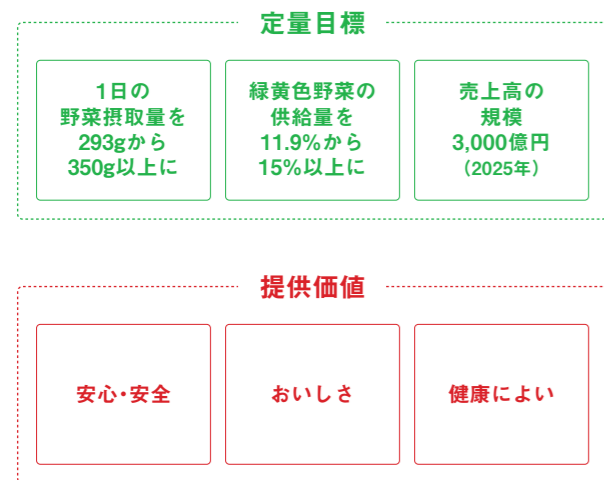 定量目標
1日の
野菜摂取量を
293gから
350g以上に
緑黄色野菜の
供給量を
11.9%から
15%以上に
売上高の
規模
3,000億円
(2025年)
提供価値
安心・安全
おいしさ
健康によい